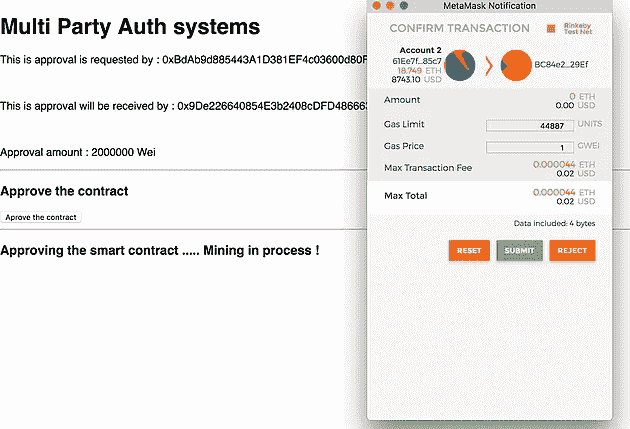 Multi Party Auth systems
This is approval is requested by : 0xBdAb9d885443A1D381EF4c03600d80F
This is approval will be received by : 0x9De226640854E3b2408cDFD486663
Approval amount : 2000000 Wei
Approve the contract
Aprove the contract
Approving the smart contract ..... Mining in process !
MetaMask Notification
CONFIRM TRANSACTION
Rinkeby
Test Net
Account 2
61Ee7f...85c7
18.749 ETH
8743.10 USD
BC84e2...29Ef
Amount
0 ETH
0.00 USD
Gas Limit 44887 UNITS
Gas Price 1 GWEI
Max Transaction Fee
0.000044 ETH
0.02 USD
Max Total
0.000044 ETH
0.02 USD
Data included: 4 bytes
RESET SUBMIT REJECT